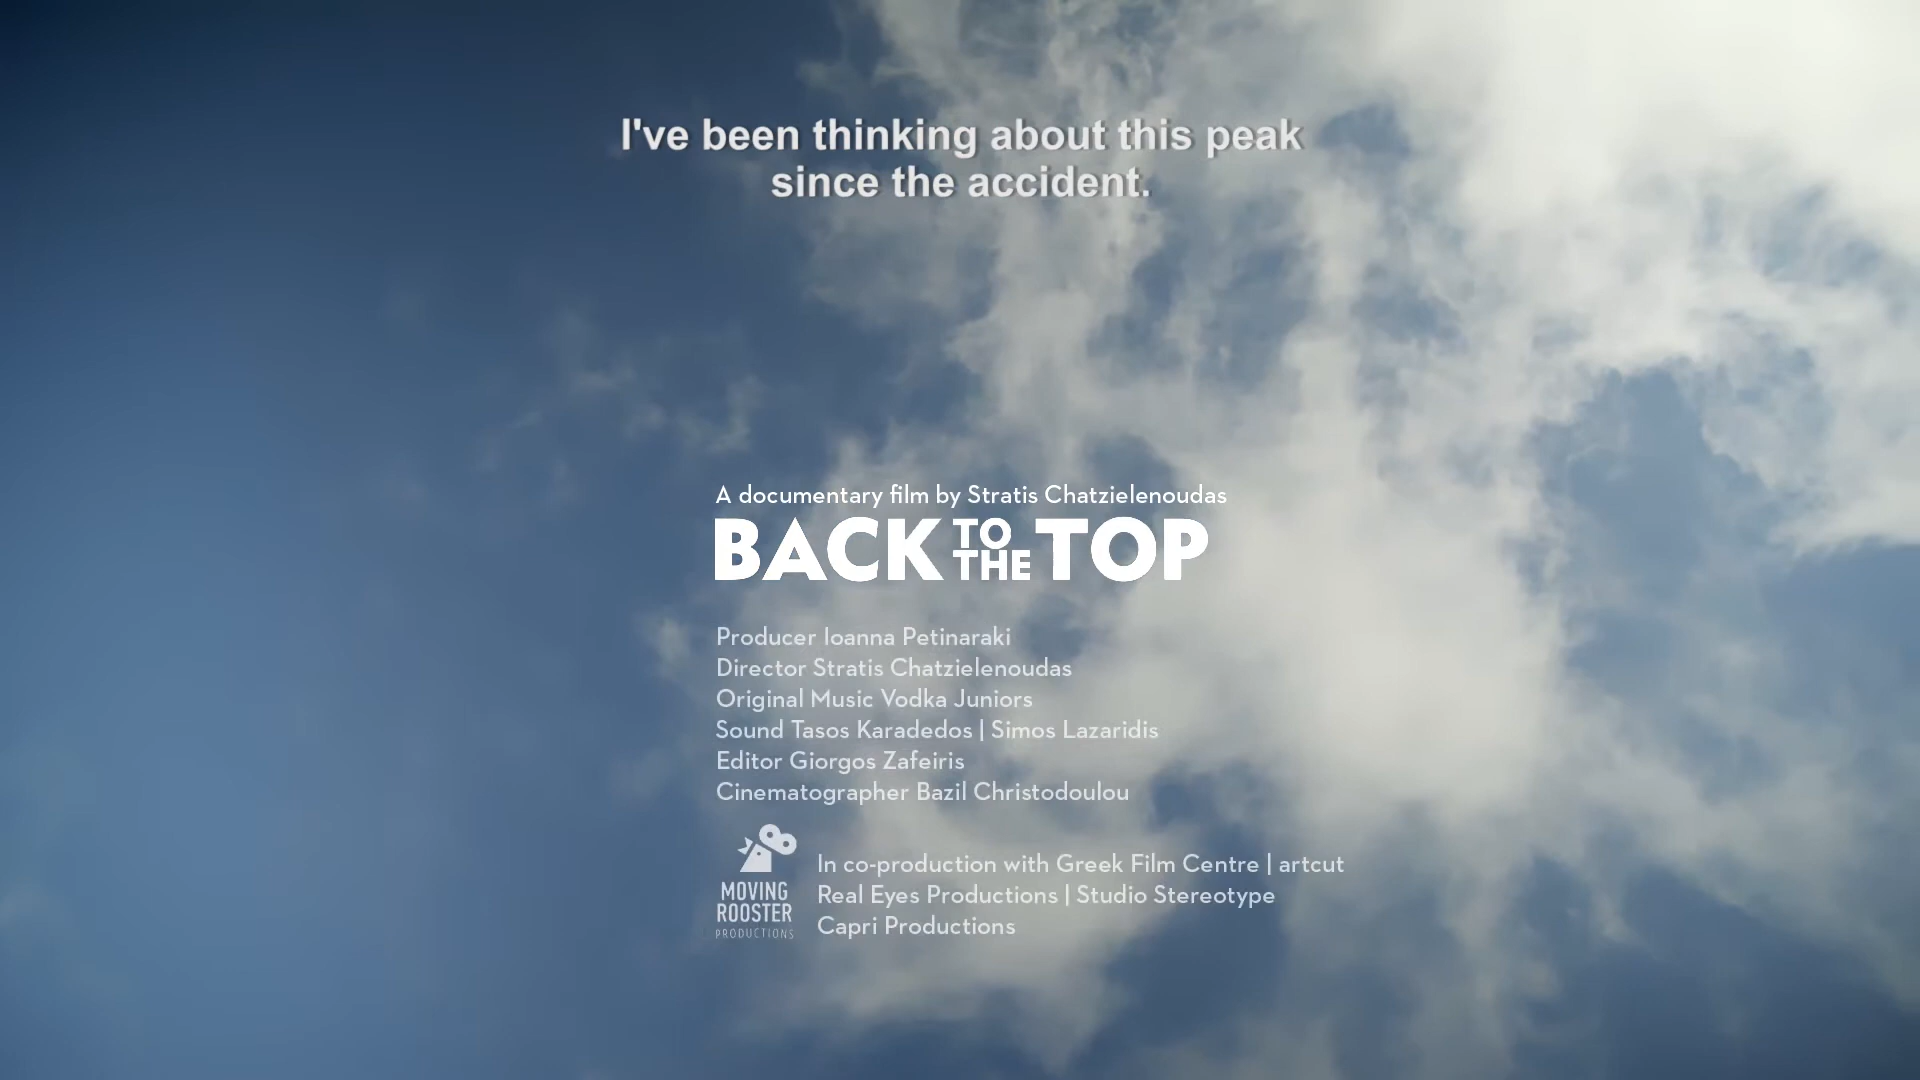 I've been thinking about this peak
since the accident.
A documentary film by Stratis Chatzielenoudas
BACK TO THE TOP
Producer Ioanna Petinaraki
Director Stratis Chatzielenoudas
Original Music Vodka Juniors
Sound Tasos Karadedos | Simos Lazaridis
Editor Giorgos Zafeiris
Cinematographer Bazil Christodoulou
MOVING
ROOSTER
PRODUCTIONS
In co-production with Greek Film Centre | artcut
Real Eyes Productions | Studio Stereotype
Capri Productions